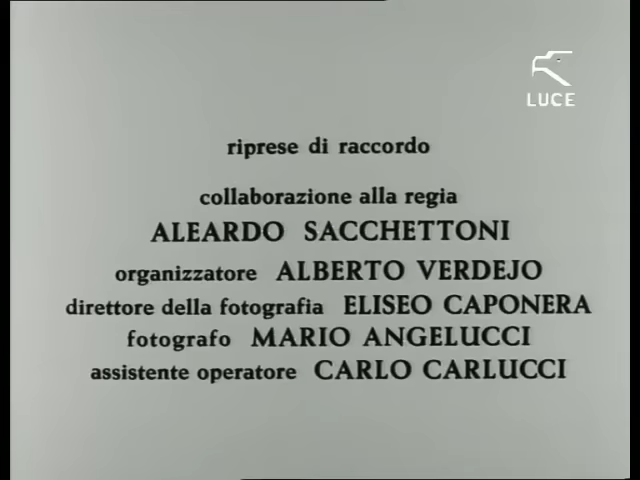 LUCE
riprese di raccordo
collaborazione alla regia
ALEARDO SACCHETTONI
organizzatore ALBERTO VERDEJO
direttore della fotografia ELISEO CAPONERA
fotografo MARIO ANGELUCCI
assistente operatore CARLO CARLUCCI